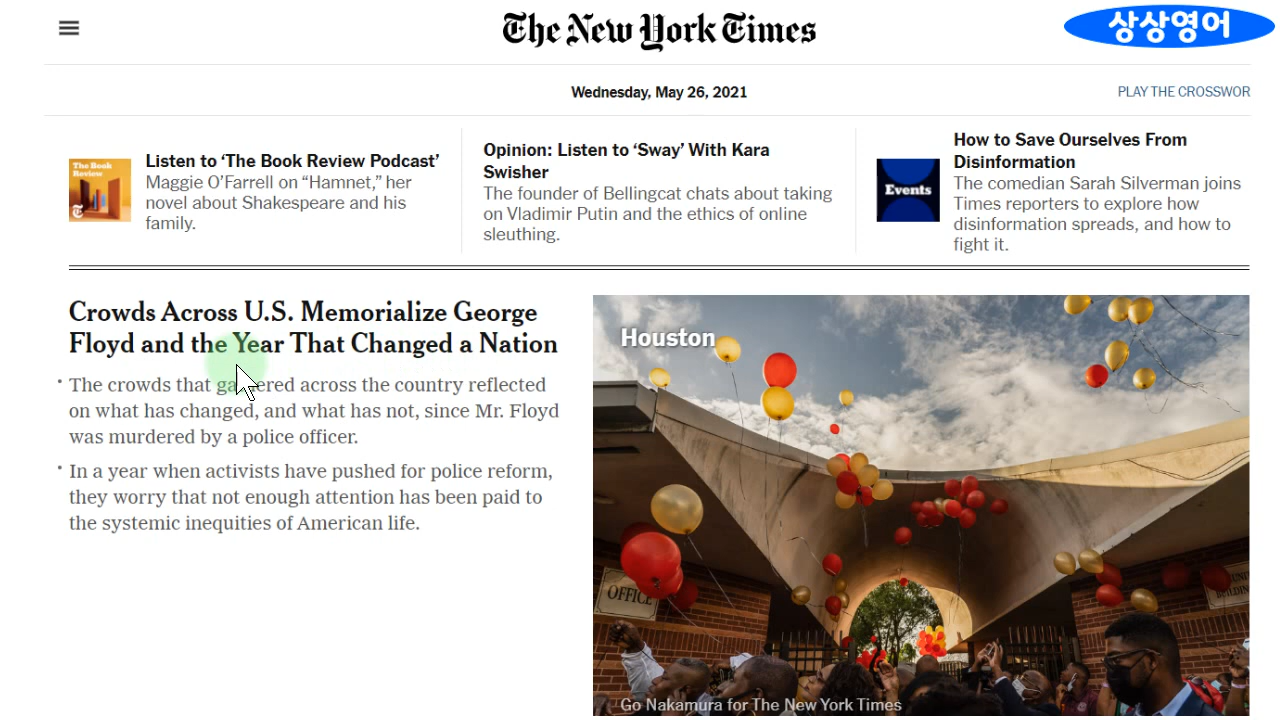 The New York Times
상상영어
Wednesday, May 26, 2021
PLAY THE CROSSWOR
The Book
Review
Listen to ‘The Book Review Podcast’
Maggie O’Farrell on “Hamnet,” her
novel about Shakespeare and his
family.
Opinion: Listen to ‘Sway’ With Kara
Swisher
The founder of Bellingcat chats about taking
on Vladimir Putin and the ethics of online
sleuthing.
Events
How to Save Ourselves From
Disinformation
The comedian Sarah Silverman joins
Times reporters to explore how
disinformation spreads, and how to
fight it.
Crowds Across U.S. Memorialize George
Floyd and the Year That Changed a Nation
• The crowds that gathered across the country reflected
on what has changed, and what has not, since Mr. Floyd
was murdered by a police officer.
• In a year when activists have pushed for police reform,
they worry that not enough attention has been paid to
the systemic inequities of American life.
Houston
OFFICE
Go Nakamura for The New York Times